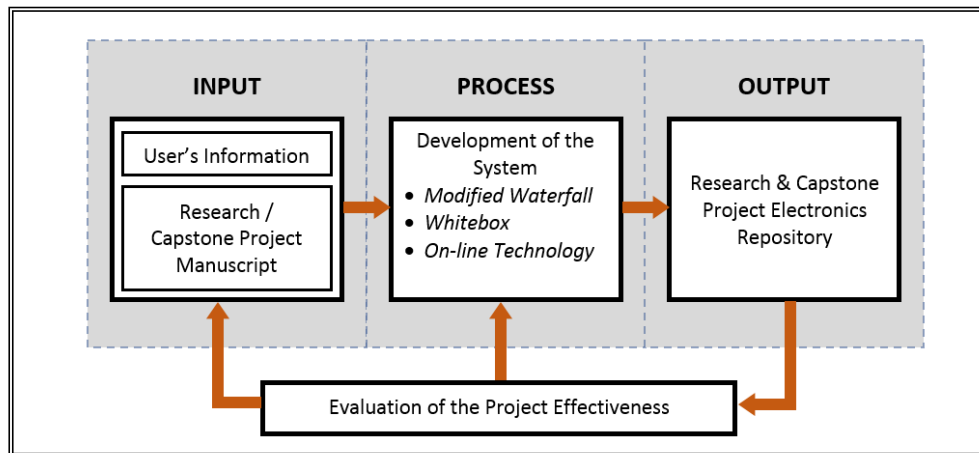 INPUT
User's Information
Research /
Capstone Project
Manuscript
PROCESS
Development of the
System
• Modified Waterfall
• Whitebox
• On-line Technology
OUTPUT
Research & Capstone
Project Electronics
Repository
Evaluation of the Project Effectiveness